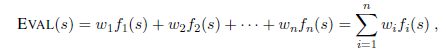 EVAL(s) = w₁f₁(s) + w₂f₂(s) + ··· + wₙfₙ(s) = ∑ᵢ₌₁ⁿ wᵢfᵢ(s) ,